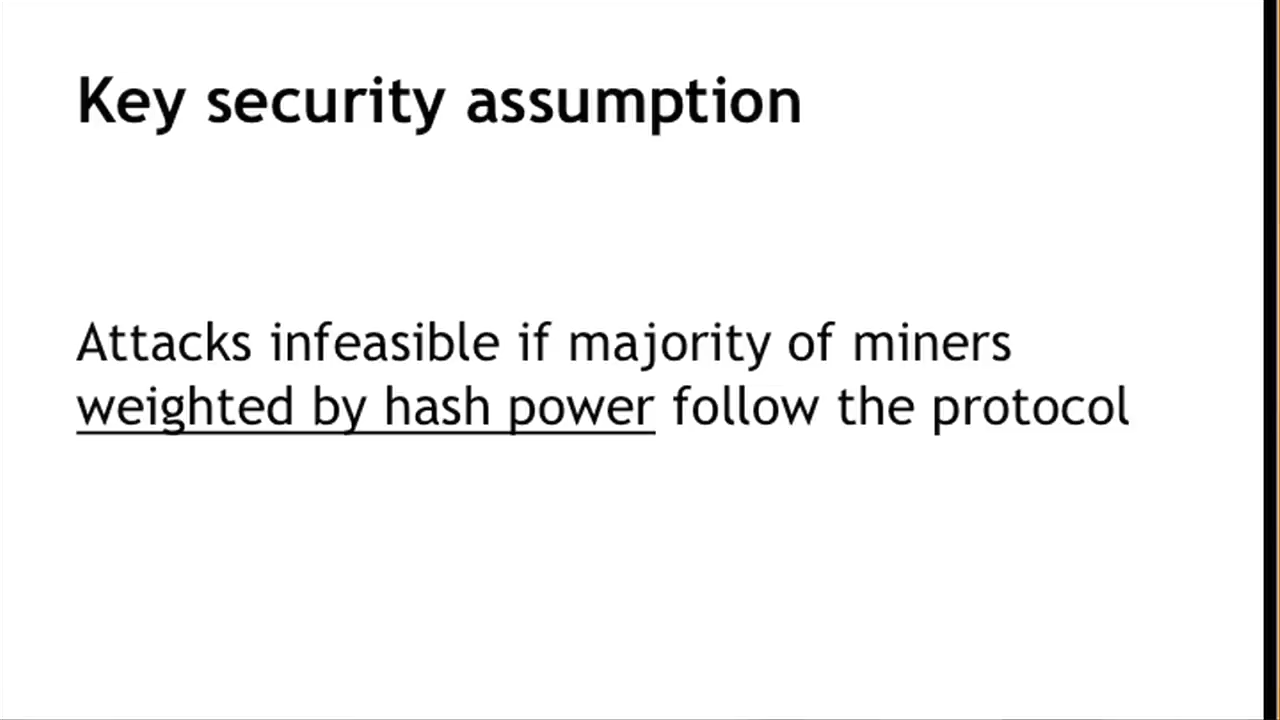 Key security assumption
Attacks infeasible if majority of miners
weighted by hash power follow the protocol